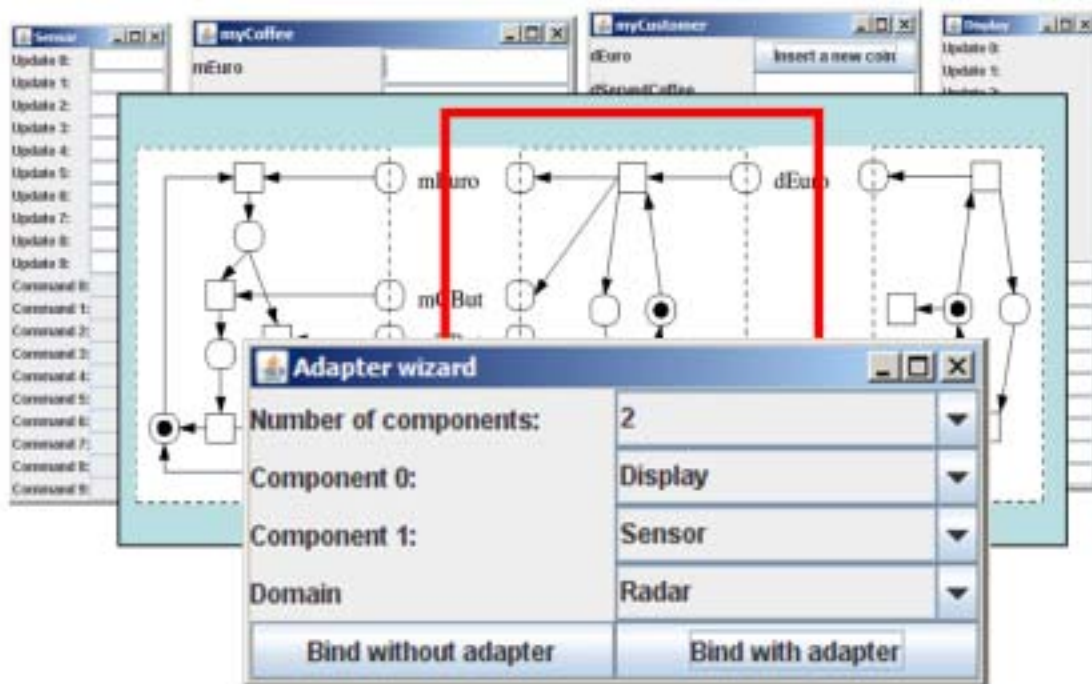 Sensor
Update 0:
Update 1:
Update 2:
Update 3:
Update 4:
Update 5:
Update 6:
Update 7:
Update 8:
Update 9:
Command 0:
Command 1:
Command 2:
Command 3:
Command 4:
Command 5:
Command 6:
Command 7:
Command 8:
Command 9:
myCoffee
mEuro
myCustomer
dEuro Insert a new coin
dServedCoffee
Display
Update 0:
Update 1:
mEuro
dEuro
mCBut
Adapter wizard
Number of components: 2
Component 0: Display
Component 1: Sensor
Domain Radar
Bind without adapter Bind with adapter